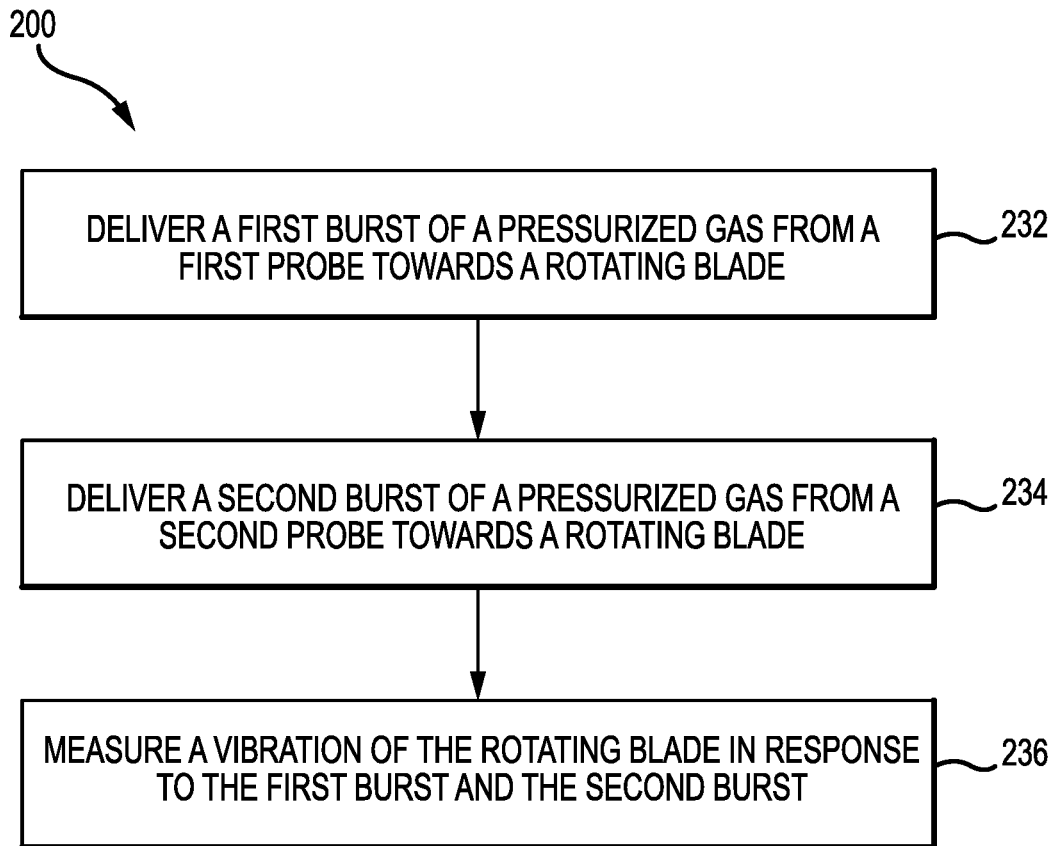 200
DELIVER A FIRST BURST OF A PRESSURIZED GAS FROM A
FIRST PROBE TOWARDS A ROTATING BLADE
232
DELIVER A SECOND BURST OF A PRESSURIZED GAS FROM A
SECOND PROBE TOWARDS A ROTATING BLADE
234
MEASURE A VIBRATION OF THE ROTATING BLADE IN RESPONSE
TO THE FIRST BURST AND THE SECOND BURST
236